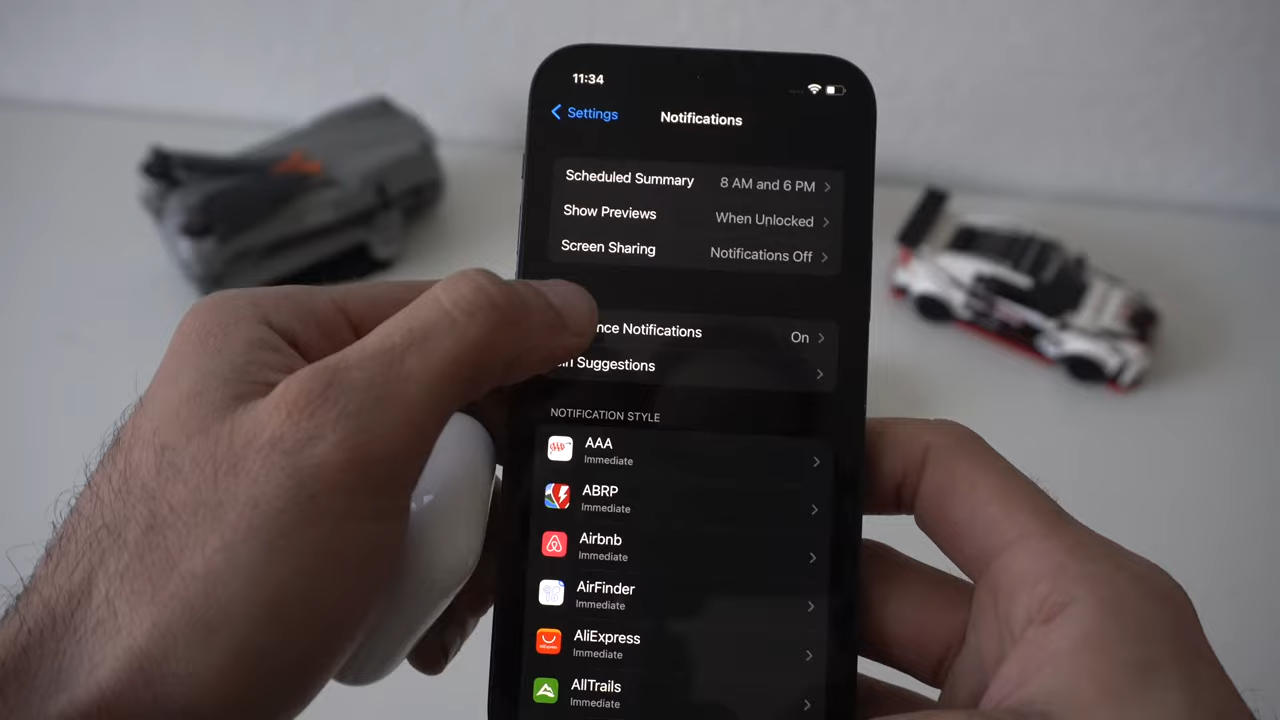 11:34
Settings
Notifications
Scheduled Summary 8 AM and 6 PM
Show Previews When Unlocked
Screen Sharing Notifications Off
nce Notifications On
in Suggestions
NOTIFICATION STYLE
AAA
Immediate
ABRP
Immediate
Airbnb
Immediate
AirFinder
Immediate
AliExpress
Immediate
AllTrails
Immediate